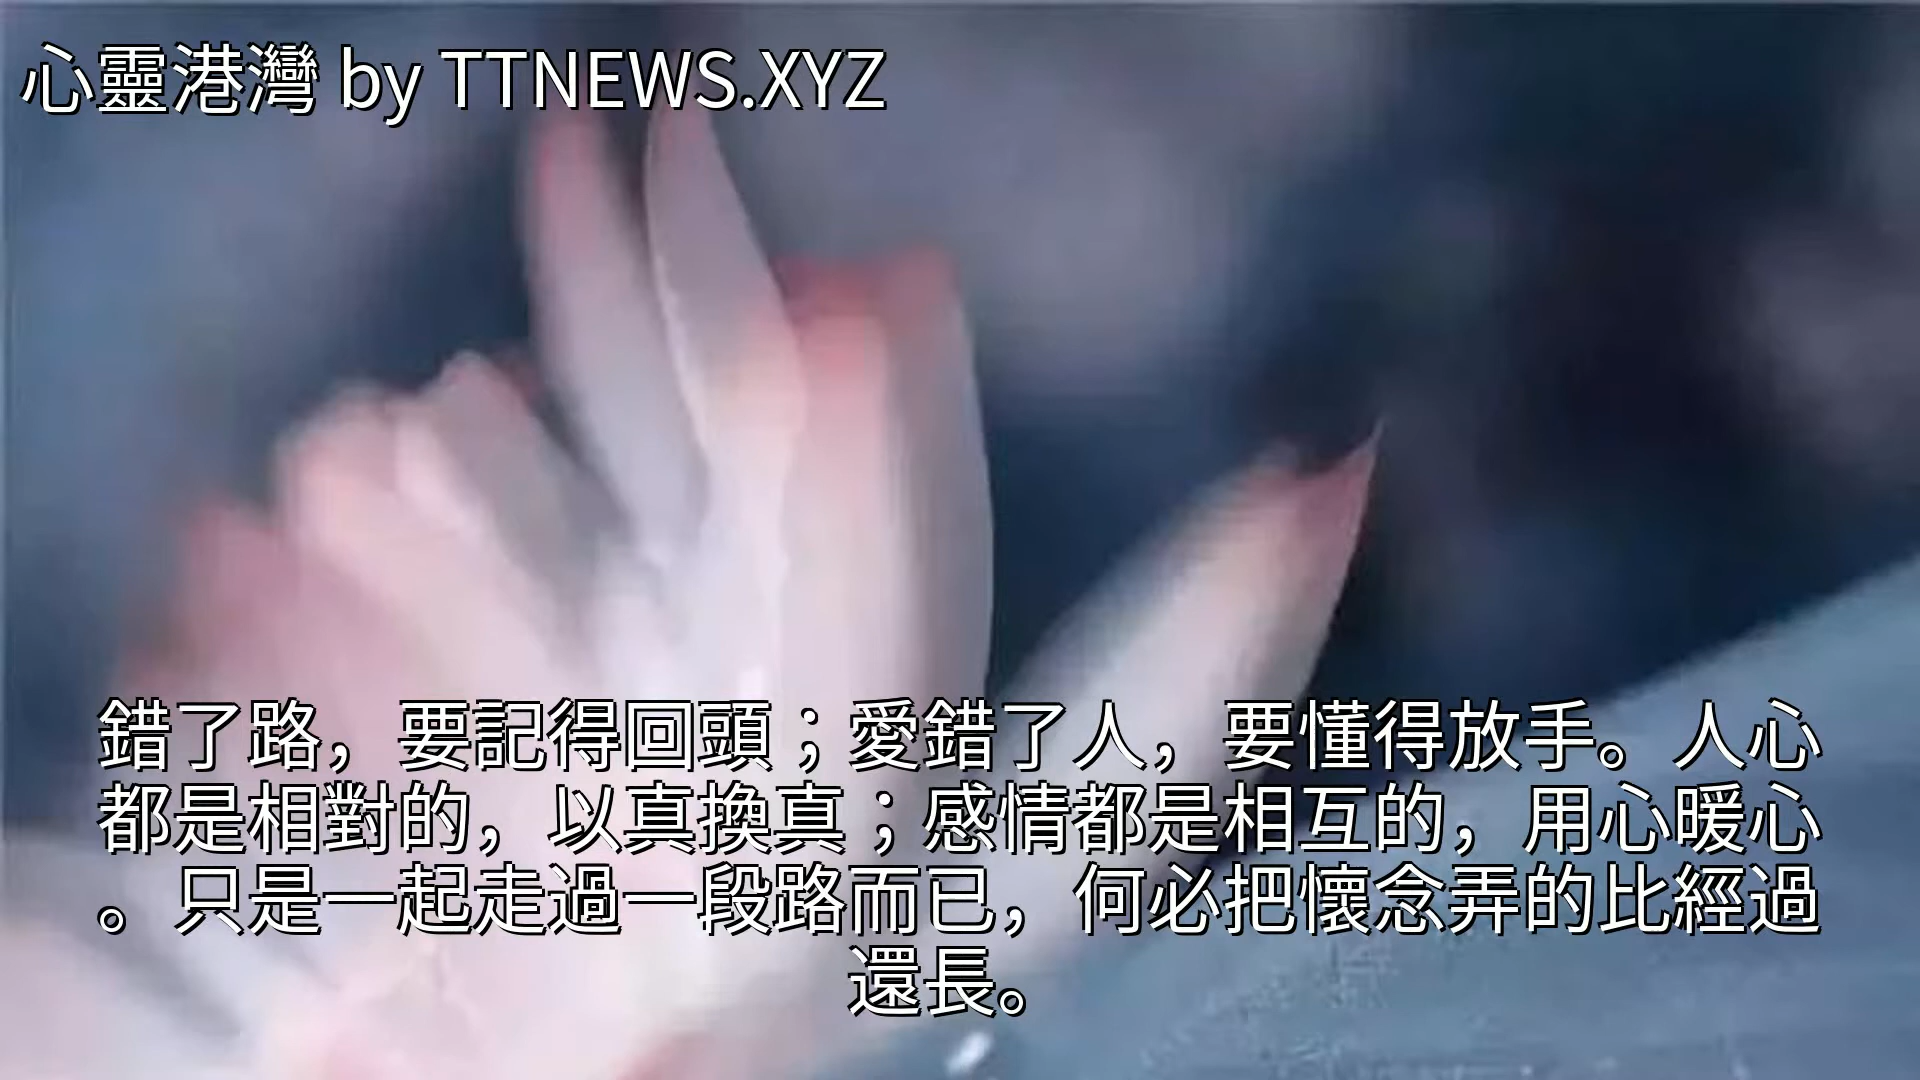 心靈港灣 by TTNEWS.XYZ
錯了路，要記得回頭；愛錯了人，要懂得放手。人心
都是相對的，以真換真；感情都是相互的，用心暖心
。只是一起走過一段路而已，何必把懷念弄的比經過
還長。